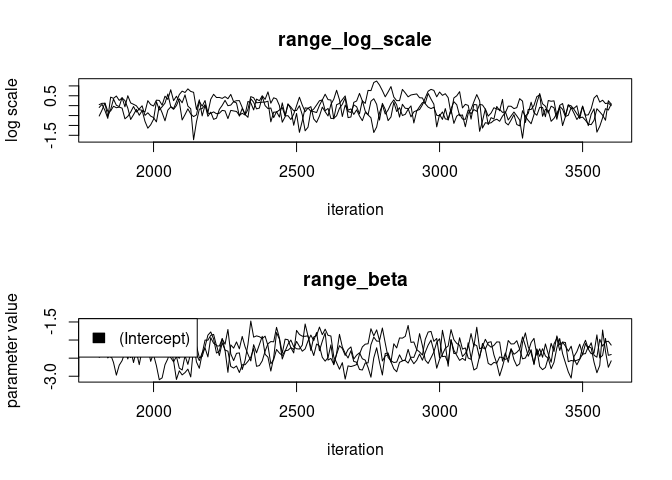 range_log_scale
log scale
0.5
-1.5
2000
2500
3000
3500
iteration
range_beta
parameter value
-1.5
-3.0
(Intercept)
2000
2500
3000
3500
iteration